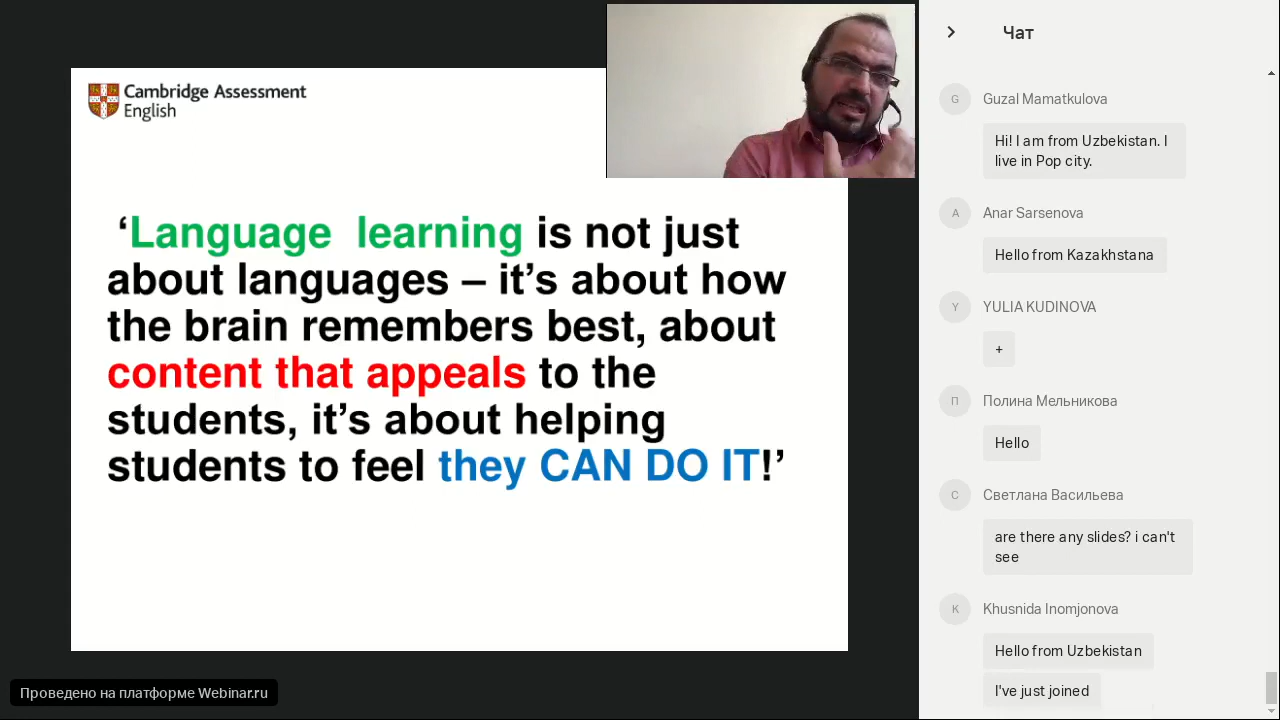 Cambridge Assessment
English
‘Language learning is not just
about languages – it’s about how
the brain remembers best, about
content that appeals to the
students, it’s about helping
students to feel they CAN DO IT!’
Проведено на платформе Webinar.ru
Чат
G
Guzal Mamatkulova
Hi! I am from Uzbekistan. I
live in Pop city.
A
Anar Sarsenova
Hello from Kazakhstana
Y
YULIA KUDINOVA
+
П
Полина Мельникова
Hello
С
Светлана Васильева
are there any slides? i can't
see
K
Khusnida Inomjonova
Hello from Uzbekistan
I've just joined